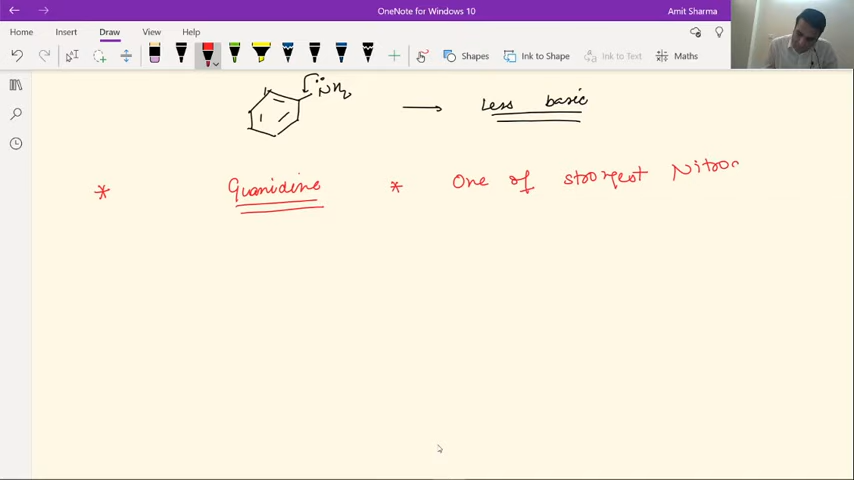 OneNote for Windows 10
Amit Sharma
Home Insert Draw View Help
Shapes Ink to Shape Ink to Text Maths
NH2 Less basic
* Guanidine * One of strongest Nitro